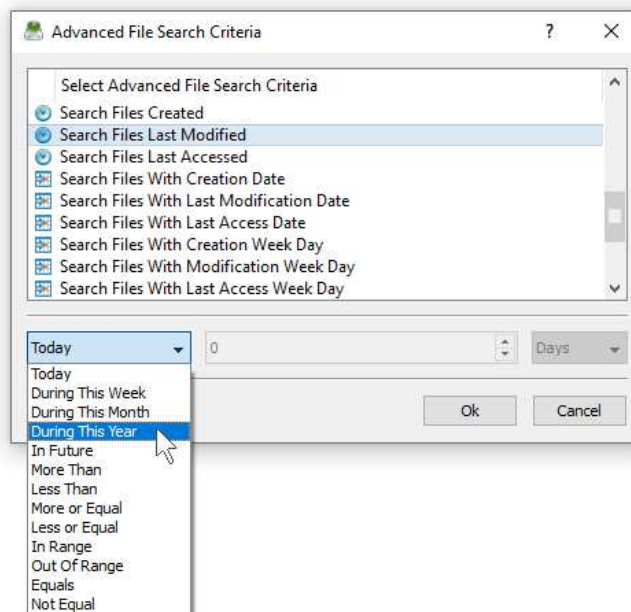 Advanced File Search Criteria ? ×
Select Advanced File Search Criteria
Search Files Created
Search Files Last Modified
Search Files Last Accessed
Search Files With Creation Date
Search Files With Last Modification Date
Search Files With Last Access Date
Search Files With Creation Week Day
Search Files With Modification Week Day
Search Files With Last Access Week Day
Today 0 Days
Today
During This Week
During This Month
During This Year
In Future
More Than
Less Than
More or Equal
Less or Equal
In Range
Out Of Range
Equals
Not Equal
Ok Cancel